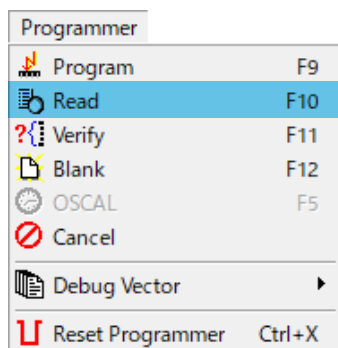 Programmer
Program F9
Read F10
Verify F11
Blank F12
OSCAL F5
Cancel
Debug Vector
Reset Programmer Ctrl+X